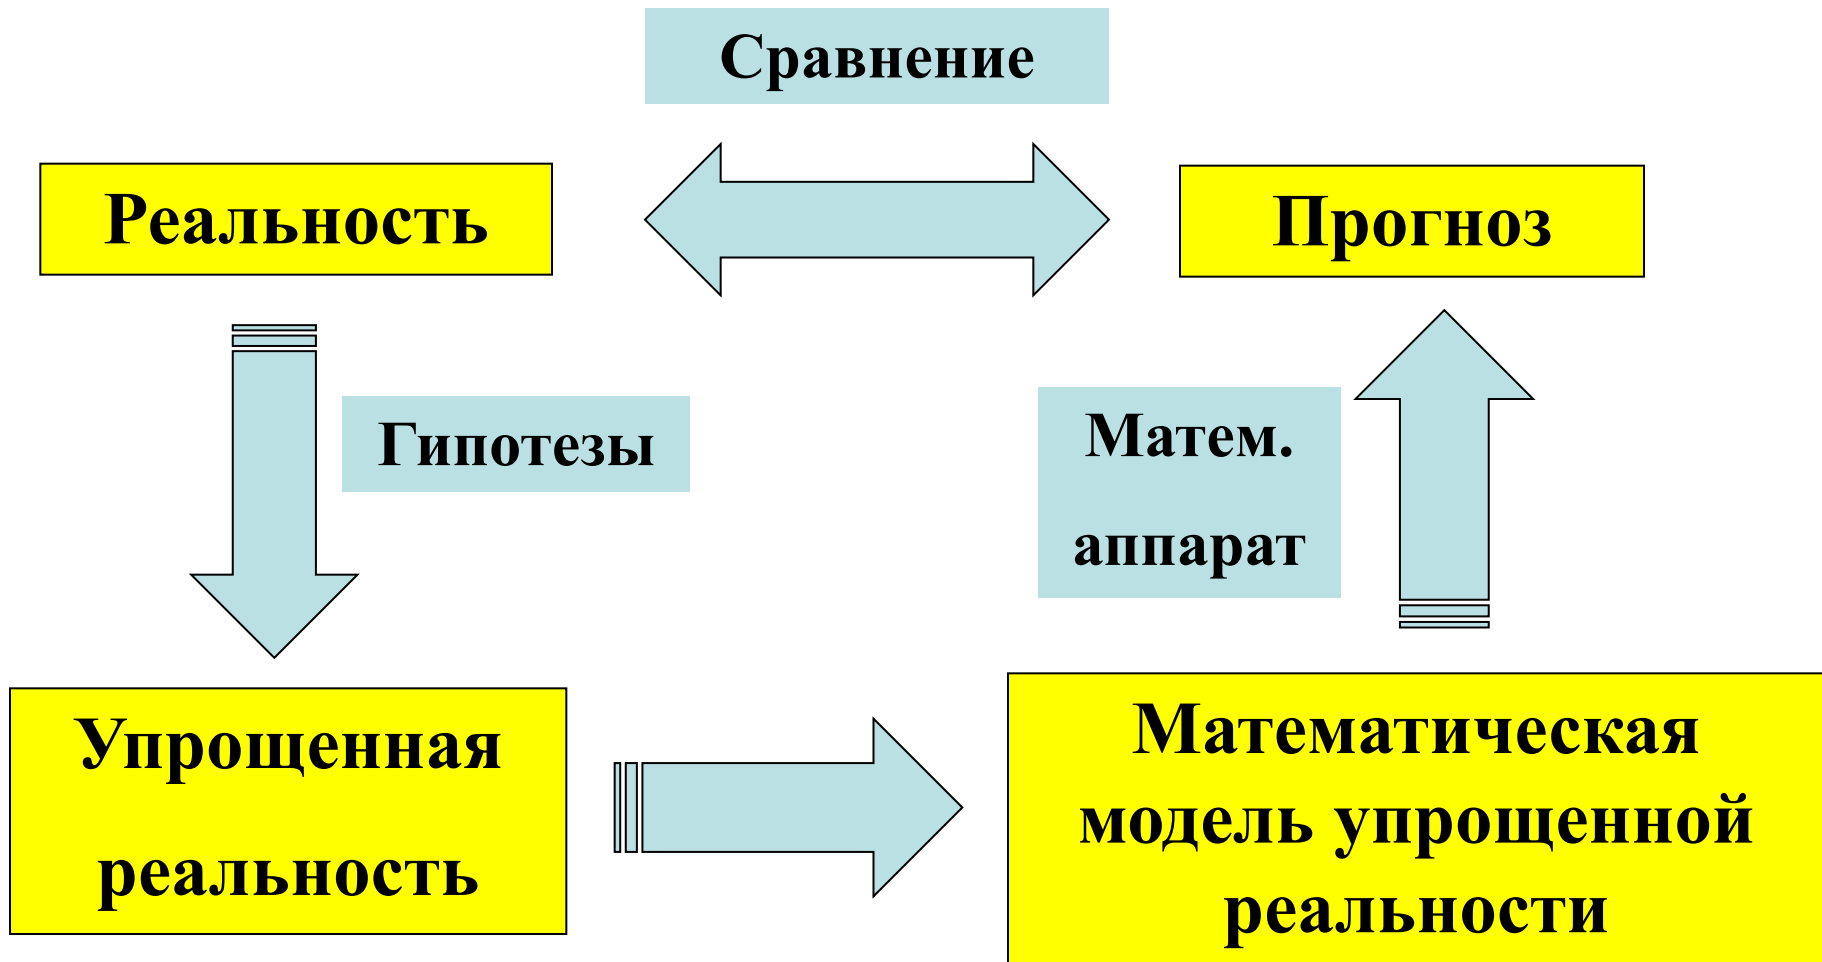 Сравнение
Реальность
Прогноз
Гипотезы
Матем.
аппарат
Упрощенная
реальность
Математическая
модель упрощенной
реальности